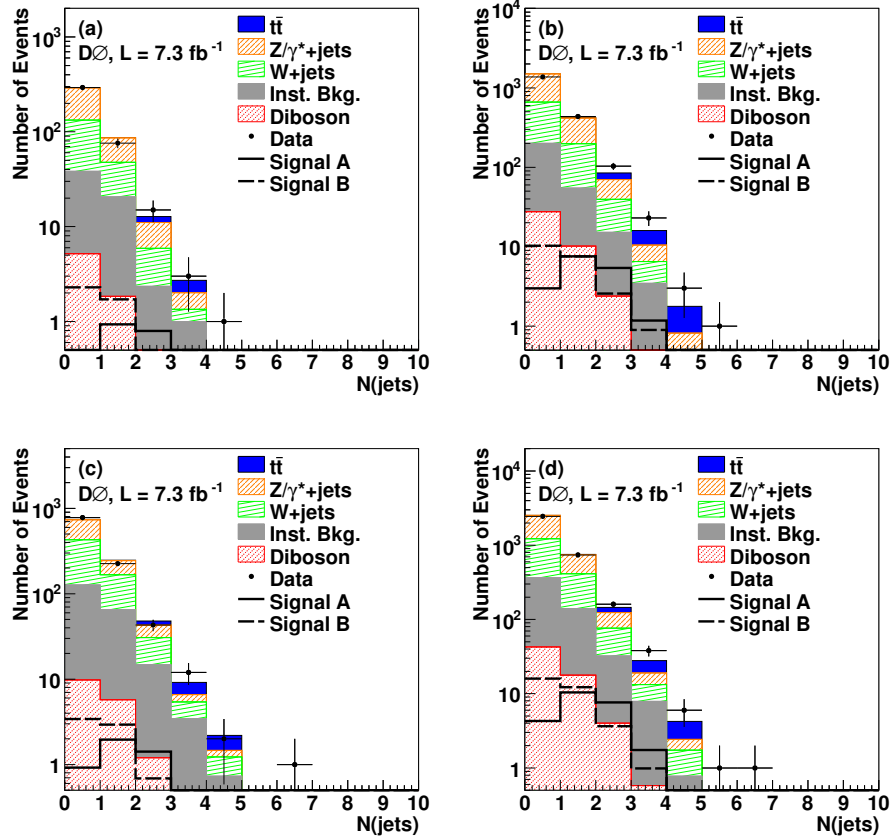 (a)
DØ, L = 7.3 fb⁻¹
tt̄
Z/γ*+jets
W+jets
Inst. Bkg.
Diboson
Data
Signal A
Signal B
Number of Events
10³
10²
10
1
0 1 2 3 4 5 6 7 8 9 10
N(jets)
(b)
DØ, L = 7.3 fb⁻¹
tt̄
Z/γ*+jets
W+jets
Inst. Bkg.
Diboson
Data
Signal A
Signal B
Number of Events
10⁴
10³
10²
10
1
0 1 2 3 4 5 6 7 8 9 10
N(jets)
(c)
DØ, L = 7.3 fb⁻¹
tt̄
Z/γ*+jets
W+jets
Inst. Bkg.
Diboson
Data
Signal A
Signal B
Number of Events
10³
10²
10
1
0 1 2 3 4 5 6 7 8 9 10
N(jets)
(d)
DØ, L = 7.3 fb⁻¹
tt̄
Z/γ*+jets
W+jets
Inst. Bkg.
Diboson
Data
Signal A
Signal B
Number of Events
10⁴
10³
10²
10
1
0 1 2 3 4 5 6 7 8 9 10
N(jets)